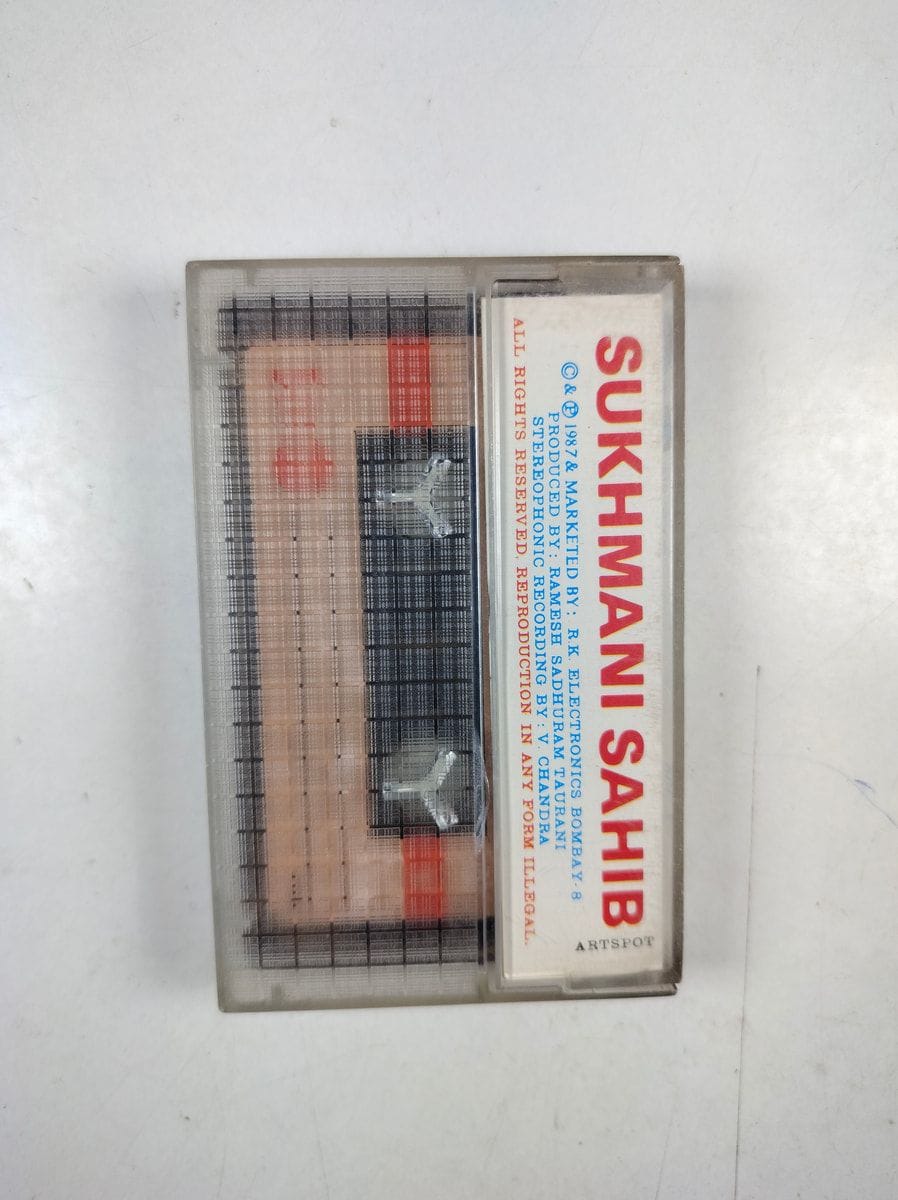 SUKHMANI SAHIB
© & ℗ 1987 & MARKETED BY : R.K. ELECTRONICS BOMBAY-8
PRODUCED BY : RAMESH SADHURAM TAURANI
STEREOPHONIC RECORDING BY : V. CHANDRA
ALL RIGHTS RESERVED, REPRODUCTION IN ANY FORM ILLEGAL.
ARTSPOT